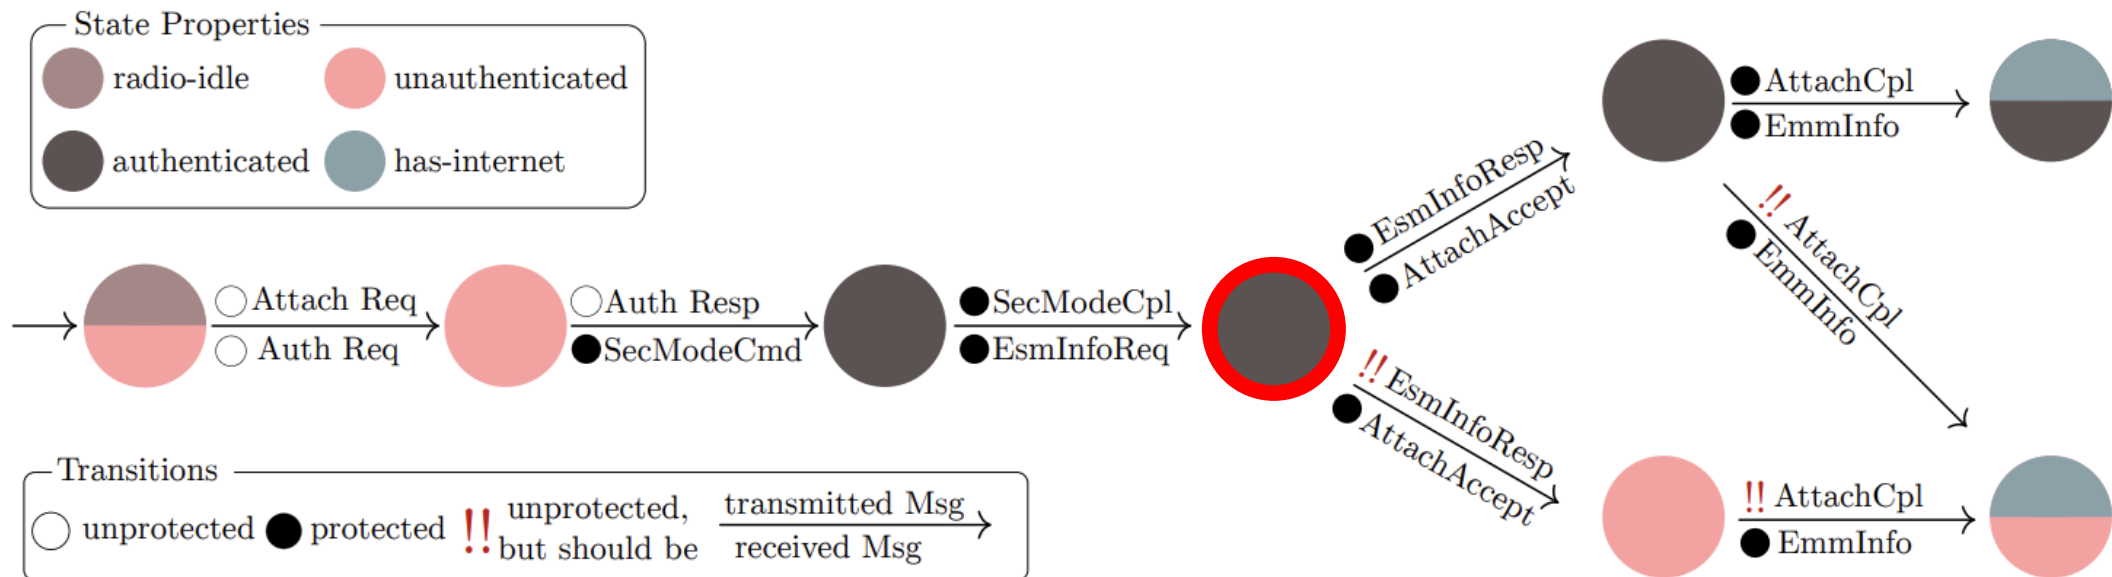 State Properties
radio-idle
unauthenticated
authenticated
has-internet
Attach Req
Auth Req
Auth Resp
SecModeCmd
SecModeCpl
EsmInfoReq
EsmInfoResp
AttachAccept
!! EsmInfoResp
AttachAccept
AttachCpl
EmmInfo
!! AttachCpl
EmmInfo
!! AttachCpl
EmmInfo
Transitions
unprotected
protected
!! unprotected,
but should be
transmitted Msg
received Msg